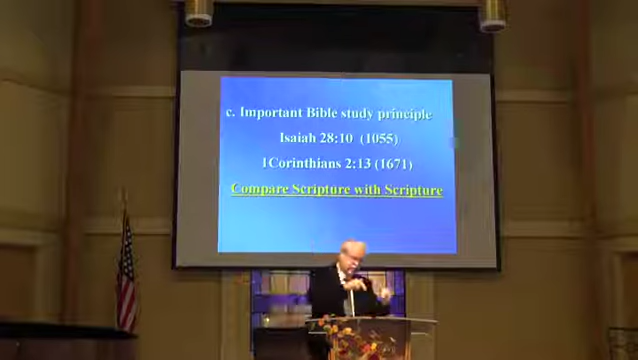 c. Important Bible study principle
Isaiah 28:10 (1055)
1Corinthians 2:13 (1671)
Compare Scripture with Scripture